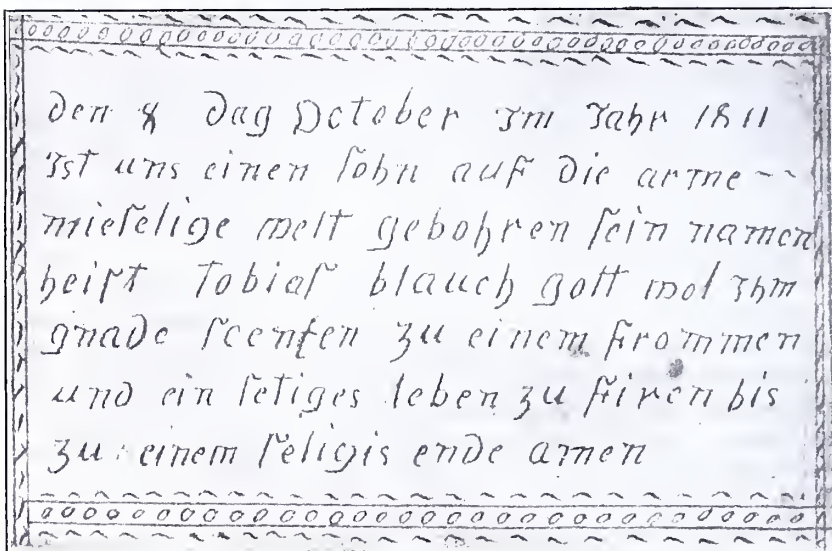 den 8 dag October Im Jahr 1811
Ist uns einen ſohn auf die arme
mieſelige welt gebohren ſein namen
heiſt Tobiaſ blauch gott wol Ihm
gnade ſcenken zu einem frommen
und ein ſeliges leben zu firen bis
zu einem ſeligis ende amen